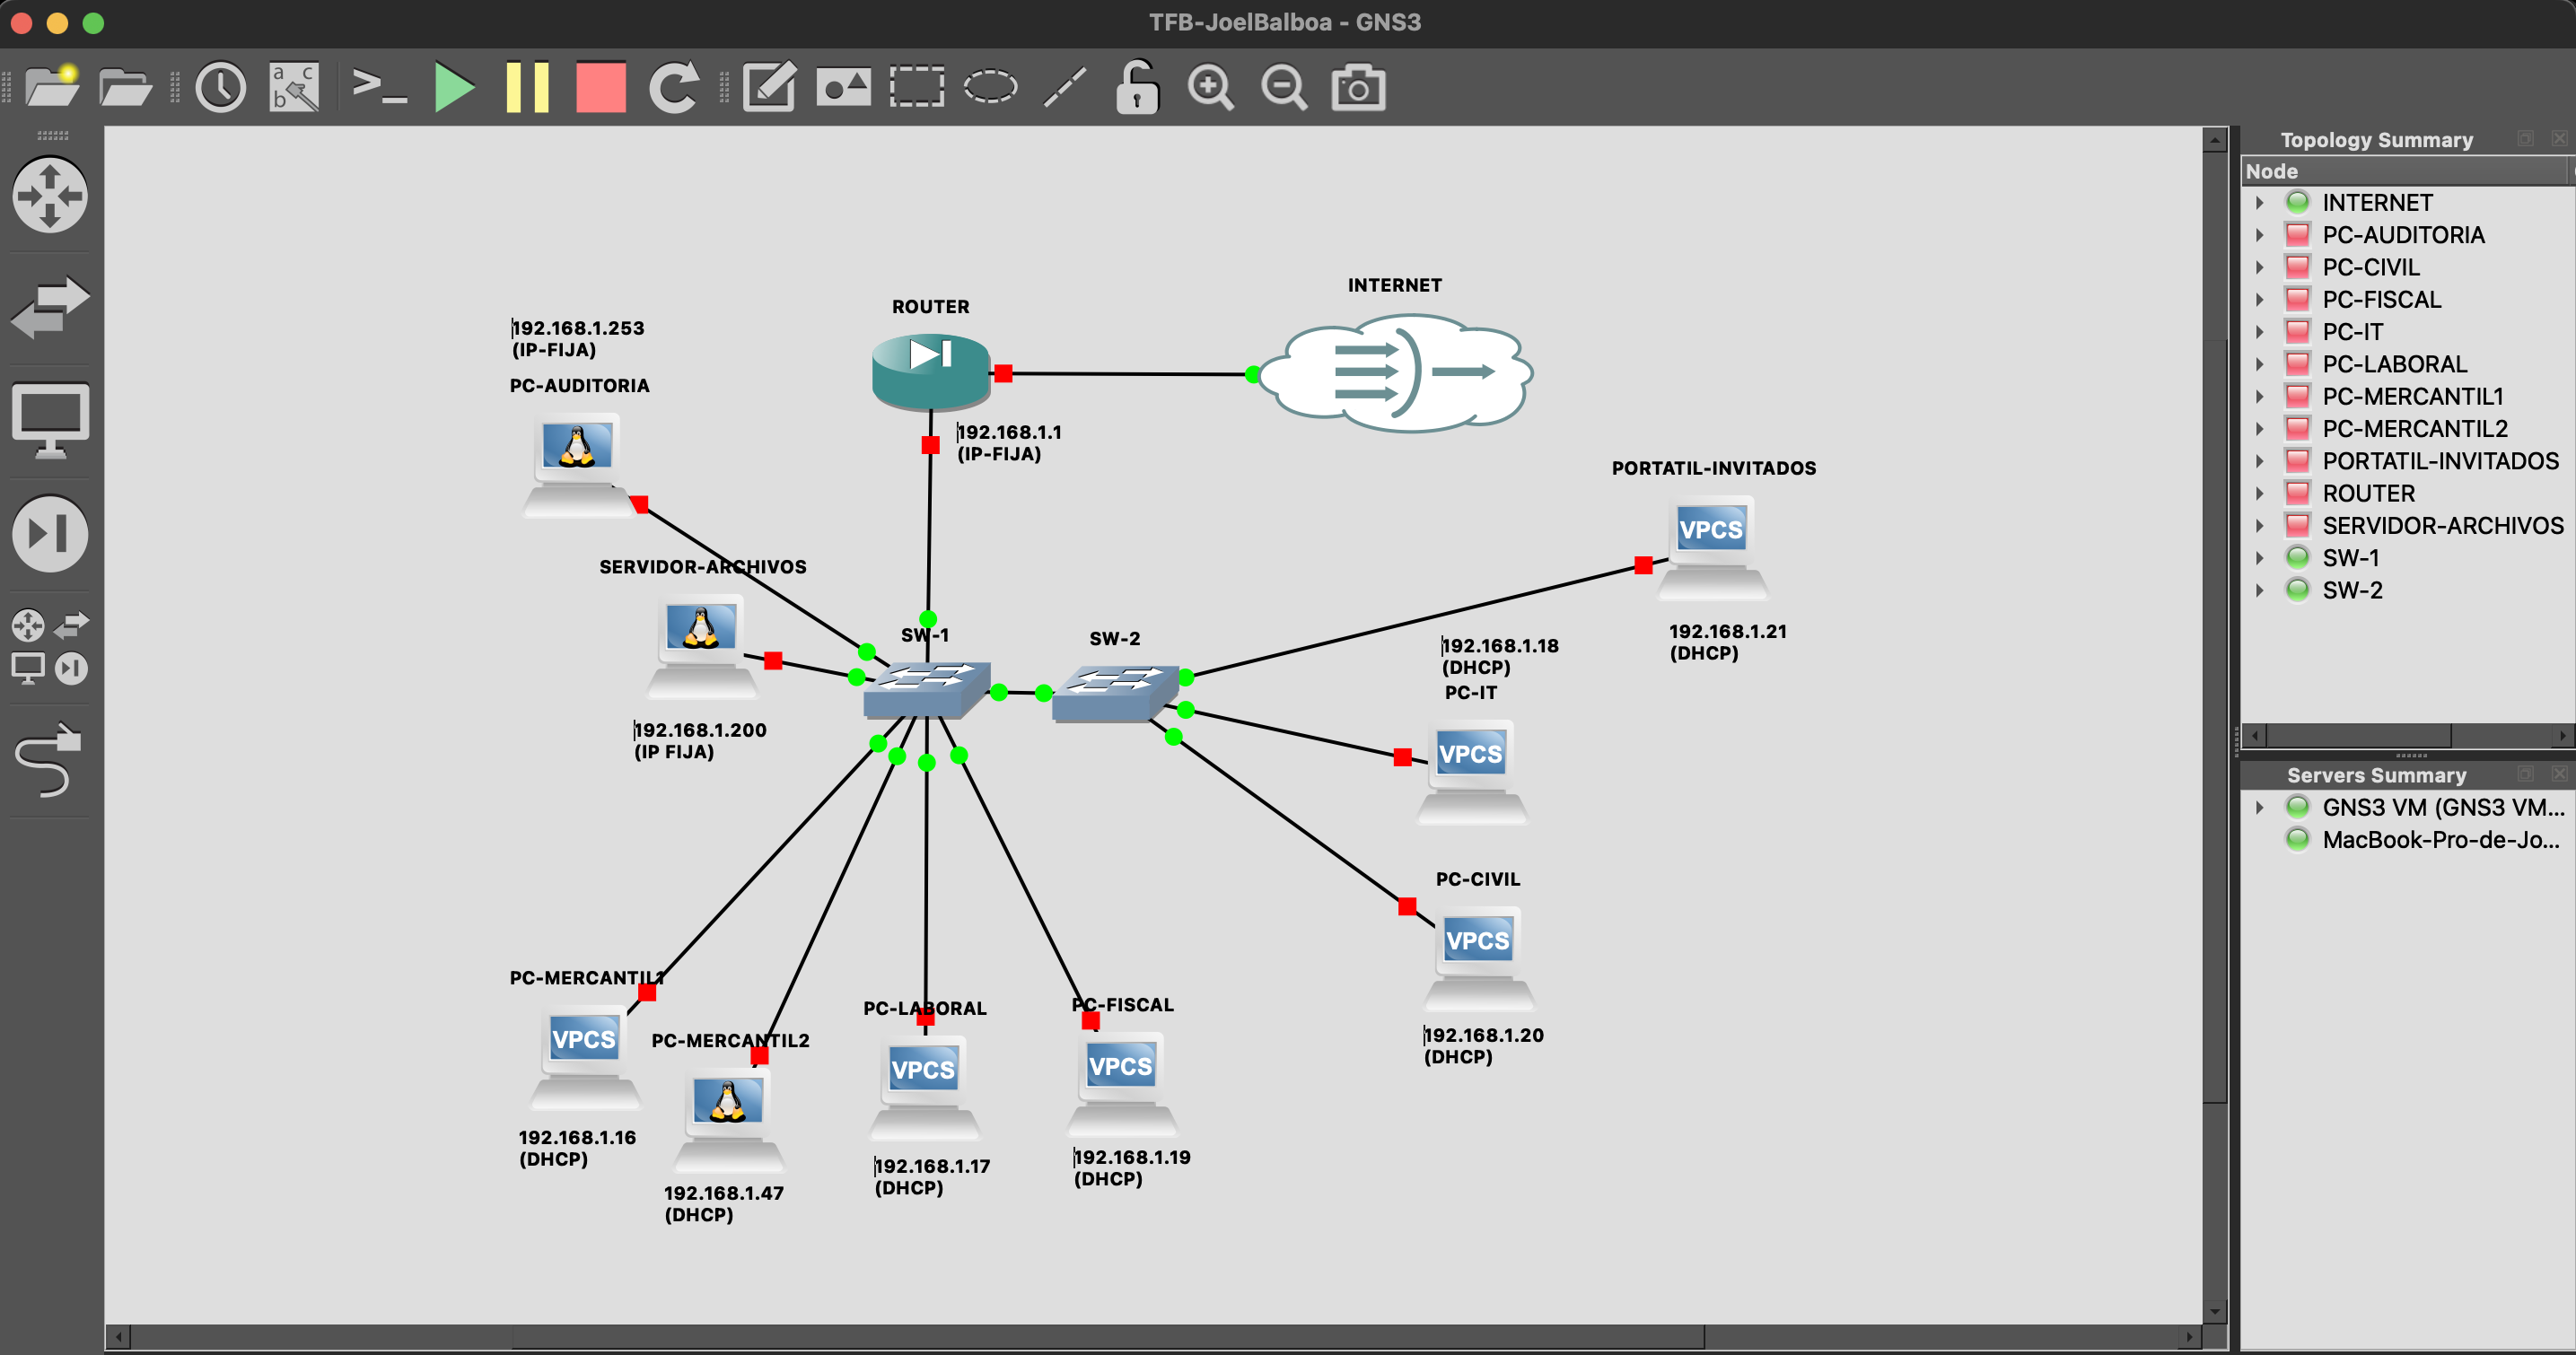 TFB-JoelBalboa - GNS3
a c
b
>_
Topology Summary
Node
INTERNET
PC-AUDITORIA
PC-CIVIL
PC-FISCAL
PC-IT
PC-LABORAL
PC-MERCANTIL1
PC-MERCANTIL2
PORTATIL-INVITADOS
ROUTER
SERVIDOR-ARCHIVOS
SW-1
SW-2
Servers Summary
GNS3 VM (GNS3 VM...
MacBook-Pro-de-Jo...
INTERNET
ROUTER
192.168.1.253
(IP-FIJA)
PC-AUDITORIA
192.168.1.1
(IP-FIJA)
PORTATIL-INVITADOS
VPCS
192.168.1.21
(DHCP)
SERVIDOR-ARCHIVOS
192.168.1.200
(IP FIJA)
SW-1
SW-2
192.168.1.18
(DHCP)
PC-IT
VPCS
PC-CIVIL
VPCS
192.168.1.20
(DHCP)
PC-MERCANTIL1
VPCS
192.168.1.16
(DHCP)
PC-MERCANTIL2
192.168.1.47
(DHCP)
PC-LABORAL
VPCS
192.168.1.17
(DHCP)
PC-FISCAL
VPCS
192.168.1.19
(DHCP)